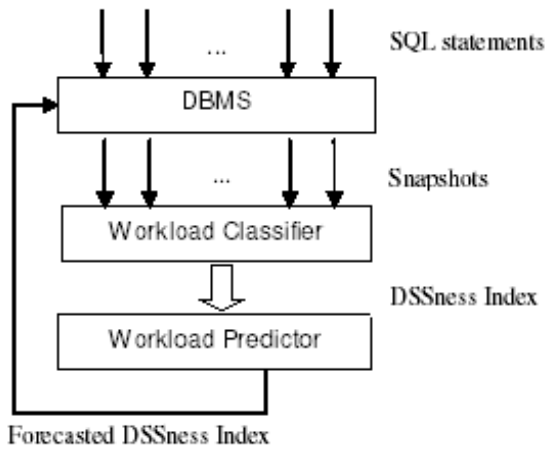 SQL statements
...
DBMS
...
Snapshots
Workload Classifier
DSSness Index
Workload Predictor
Forecasted DSSness Index